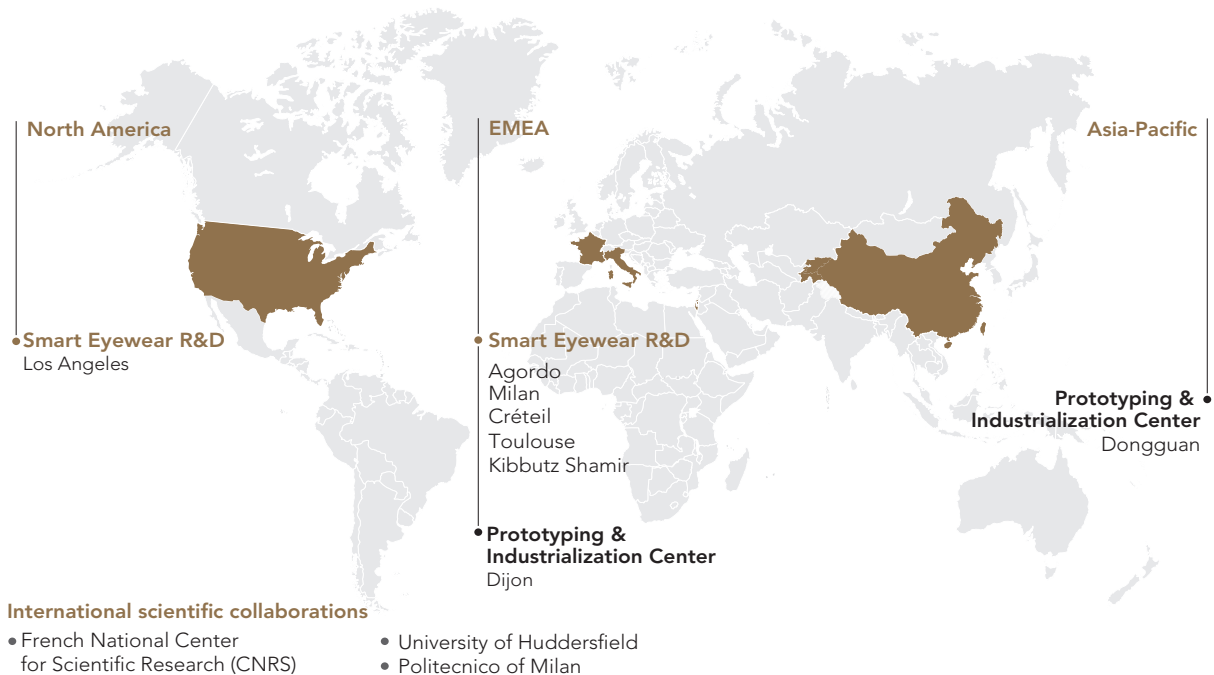 North America
Smart Eyewear R&D
Los Angeles
EMEA
Smart Eyewear R&D
Agordo
Milan
Créteil
Toulouse
Kibbutz Shamir
Prototyping &
Industrialization Center
Dijon
Asia-Pacific
Prototyping &
Industrialization Center
Dongguan
International scientific collaborations
• French National Center
for Scientific Research (CNRS)
• University of Huddersfield
• Politecnico of Milan